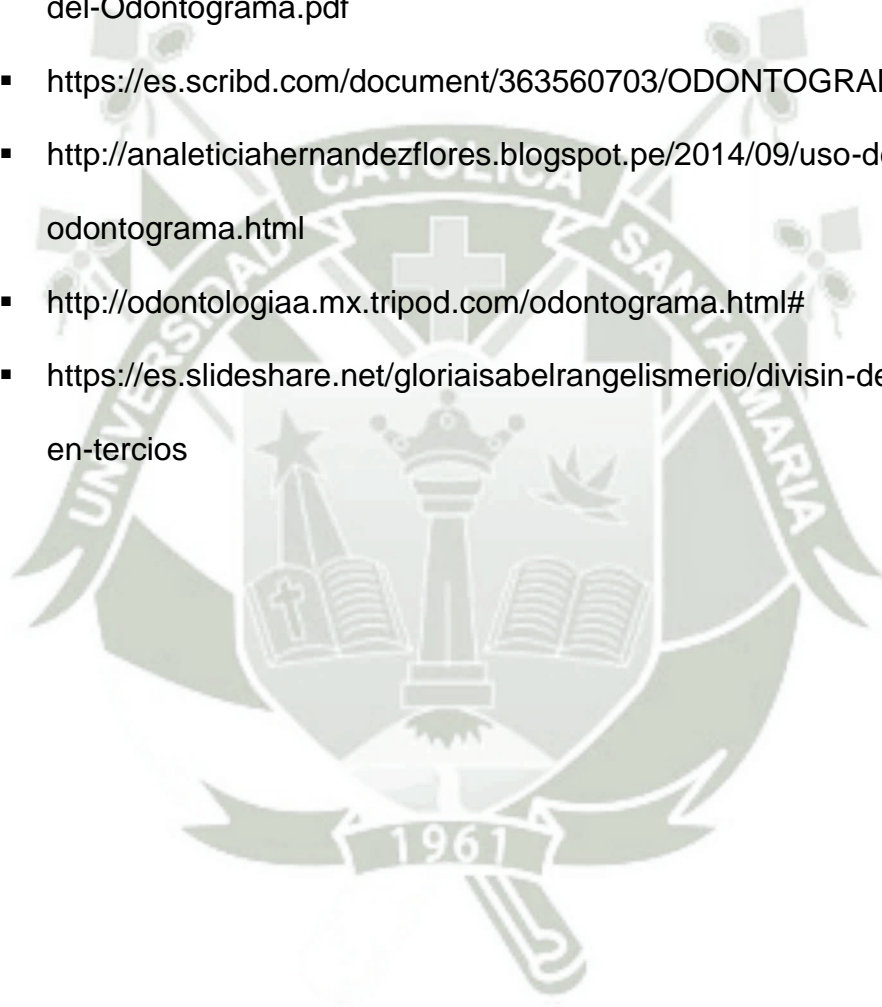 del-Odontograma.pdf
▪ https://es.scribd.com/document/363560703/ODONTOGRA
▪ http://analeticiahernandezflores.blogspot.pe/2014/09/uso-d
odontograma.html
▪ http://odontologiaa.mx.tripod.com/odontograma.html#
▪ https://es.slideshare.net/gloriaisabelrangelismerio/divisin-de
en-tercios
UNIVERSIDAD CATOLICA SANTA MARIA
1961